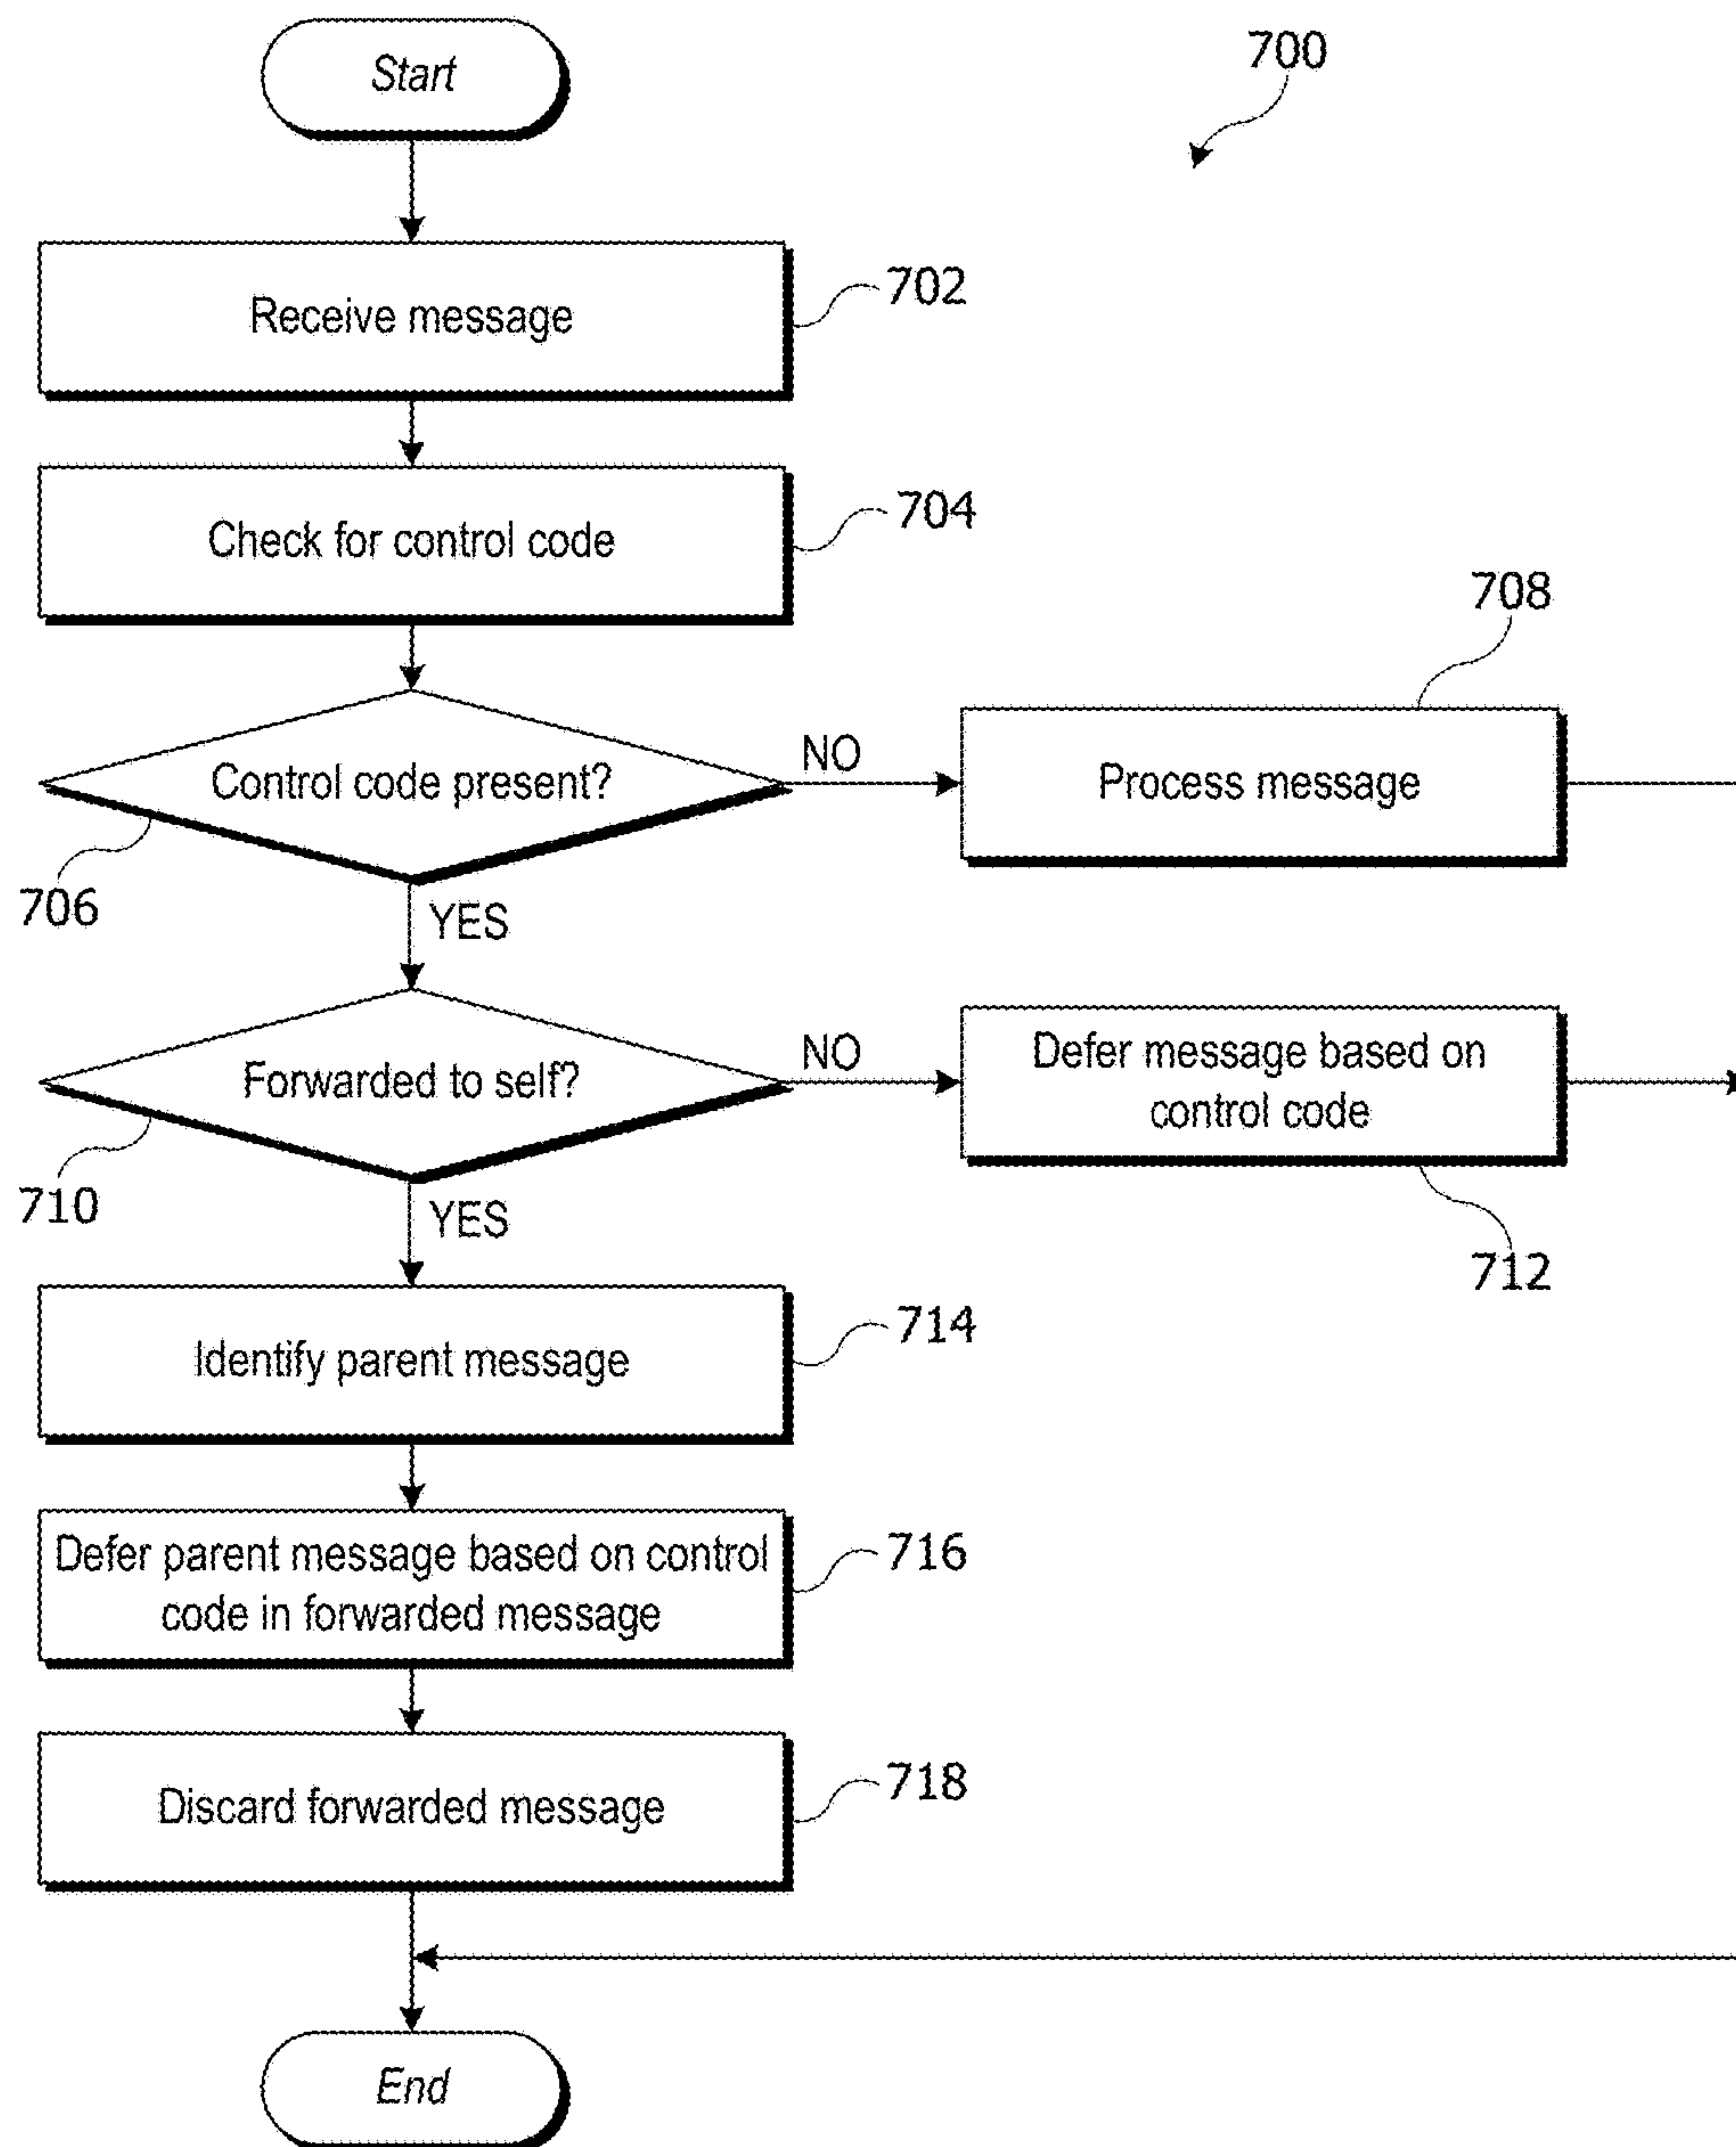 Start
700
Receive message
702
Check for control code
704
708
Control code present?
NO
Process message
706
YES
Forwarded to self?
NO
Defer message based on
control code
710
YES
712
Identify parent message
714
Defer parent message based on control
code in forwarded message
716
Discard forwarded message
718
End